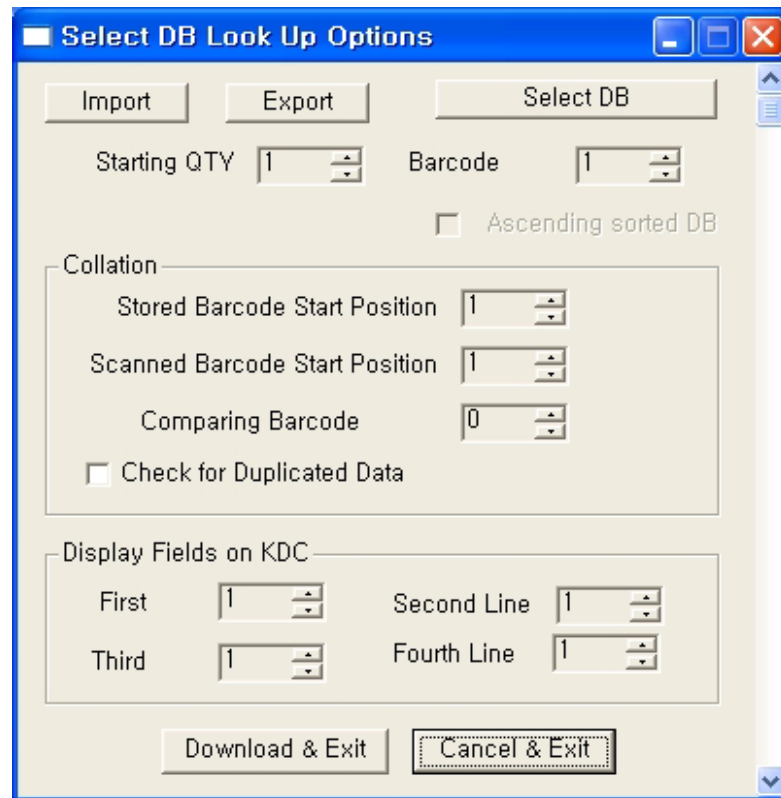 Select DB Look Up Options
Import Export Select DB
Starting QTY 1 Barcode 1
Ascending sorted DB
Collation
Stored Barcode Start Position 1
Scanned Barcode Start Position 1
Comparing Barcode 0
Check for Duplicated Data
Display Fields on KDC
First 1 Second Line 1
Third 1 Fourth Line 1
Download & Exit Cancel & Exit